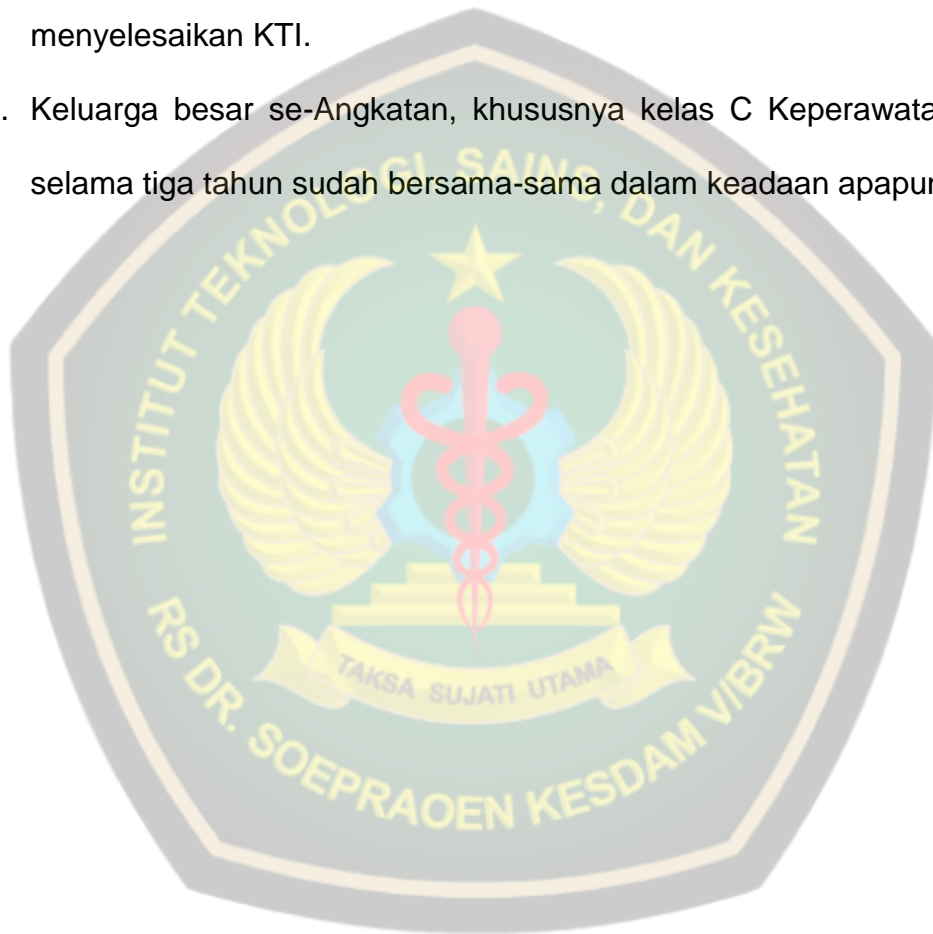 menyelesaikan KTI.
. Keluarga besar se-Angkatan, khususnya kelas C Keperawata
selama tiga tahun sudah bersama-sama dalam keadaan apapun
INSTITUT TEKNOLOGI, SAINS, DAN KESEHATAN
TAKSA SUJATI UTAMA
RS DR. SOEPRAOEN KESDAM V/BRW